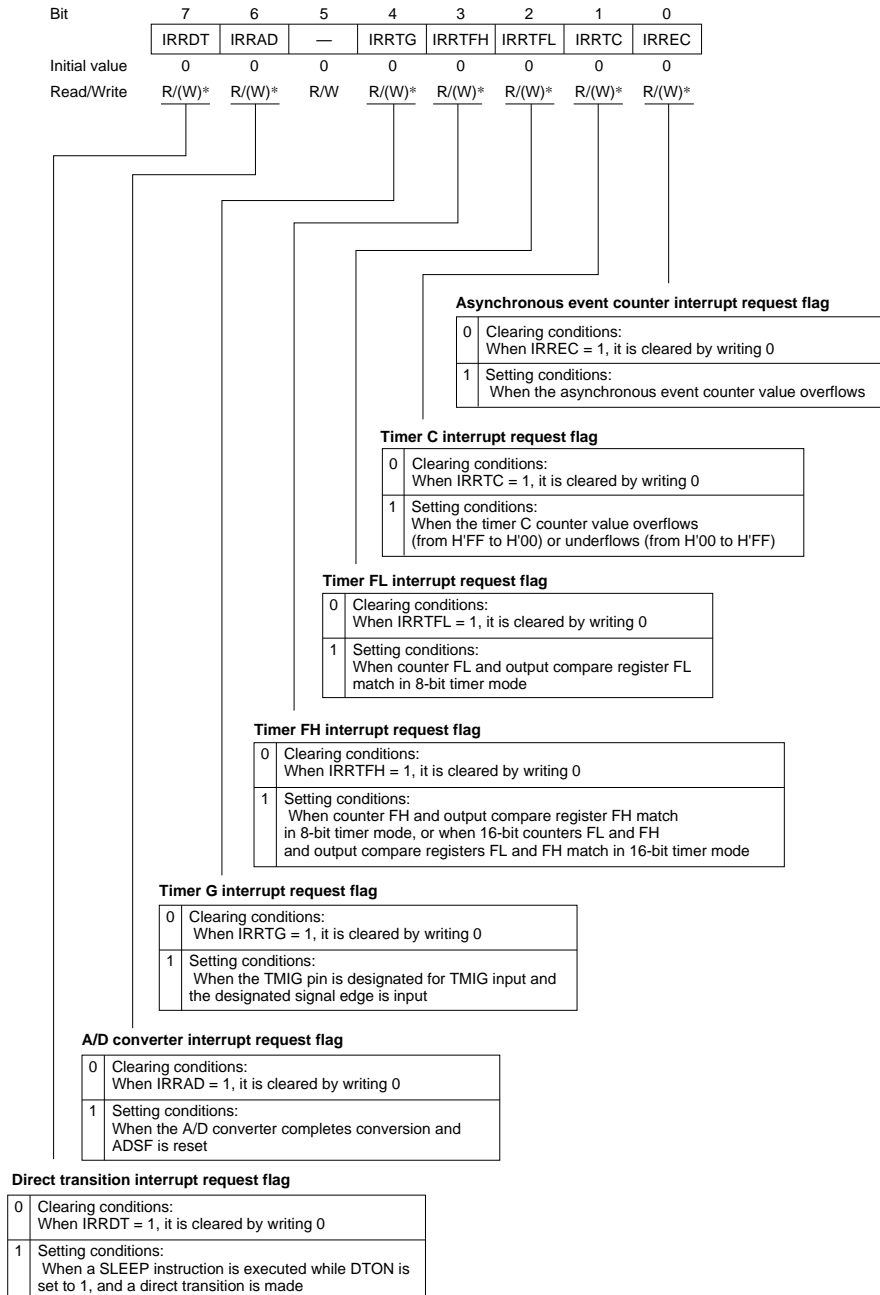 Bit 7 6 5 4 3 2 1 0
IRRDT IRRAD — IRRTG IRRTFH IRRTFL IRRTC IRREC
Initial value 0 0 0 0 0 0 0 0
Read/Write R/(W)* R/(W)* R/W R/(W)* R/(W)* R/(W)* R/(W)* R/(W)*
Asynchronous event counter interrupt request flag
0 Clearing conditions:
When IRREC = 1, it is cleared by writing 0
1 Setting conditions:
When the asynchronous event counter value overflows
Timer C interrupt request flag
0 Clearing conditions:
When IRRTC = 1, it is cleared by writing 0
1 Setting conditions:
When the timer C counter value overflows
(from H'FF to H'00) or underflows (from H'00 to H'FF)
Timer FL interrupt request flag
0 Clearing conditions:
When IRRTFL = 1, it is cleared by writing 0
1 Setting conditions:
When counter FL and output compare register FL
match in 8-bit timer mode
Timer FH interrupt request flag
0 Clearing conditions:
When IRRTFH = 1, it is cleared by writing 0
1 Setting conditions:
When counter FH and output compare register FH match
in 8-bit timer mode, or when 16-bit counters FL and FH
and output compare registers FL and FH match in 16-bit timer mode
Timer G interrupt request flag
0 Clearing conditions:
When IRRTG = 1, it is cleared by writing 0
1 Setting conditions:
When the TMIG pin is designated for TMIG input and
the designated signal edge is input
A/D converter interrupt request flag
0 Clearing conditions:
When IRRAD = 1, it is cleared by writing 0
1 Setting conditions:
When the A/D converter completes conversion and
ADSF is reset
Direct transition interrupt request flag
0 Clearing conditions:
When IRRDT = 1, it is cleared by writing 0
1 Setting conditions:
When a SLEEP instruction is executed while DTON is
set to 1, and a direct transition is made